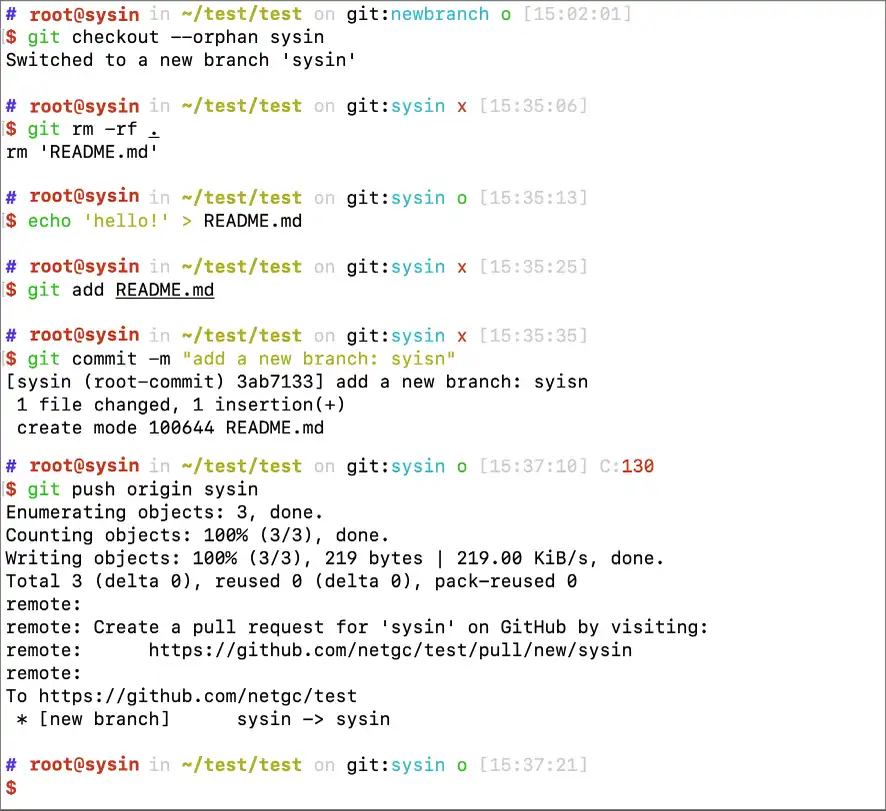 # root@sysin in ~/test/test on git:newbranch o [15:02:01]
$ git checkout --orphan sysin
Switched to a new branch 'sysin'
# root@sysin in ~/test/test on git:sysin x [15:35:06]
$ git rm -rf .
rm 'README.md'
# root@sysin in ~/test/test on git:sysin o [15:35:13]
$ echo 'hello!' > README.md
# root@sysin in ~/test/test on git:sysin x [15:35:25]
$ git add README.md
# root@sysin in ~/test/test on git:sysin x [15:35:35]
$ git commit -m "add a new branch: syisn"
[sysin (root-commit) 3ab7133] add a new branch: syisn
 1 file changed, 1 insertion(+)
 create mode 100644 README.md
# root@sysin in ~/test/test on git:sysin o [15:37:10] C:130
$ git push origin sysin
Enumerating objects: 3, done.
Counting objects: 100% (3/3), done.
Writing objects: 100% (3/3), 219 bytes | 219.00 KiB/s, done.
Total 3 (delta 0), reused 0 (delta 0), pack-reused 0
remote:
remote: Create a pull request for 'sysin' on GitHub by visiting:
remote:      https://github.com/netgc/test/pull/new/sysin
remote:
To https://github.com/netgc/test
 * [new branch]      sysin -> sysin
# root@sysin in ~/test/test on git:sysin o [15:37:21]
$